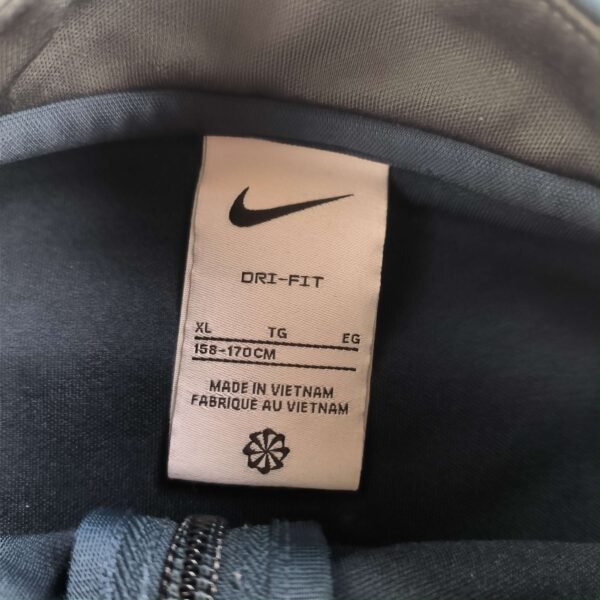 DRI-FIT
XL TG EG
158-170CM
MADE IN VIETNAM
FABRIQUÉ AU VIETNAM